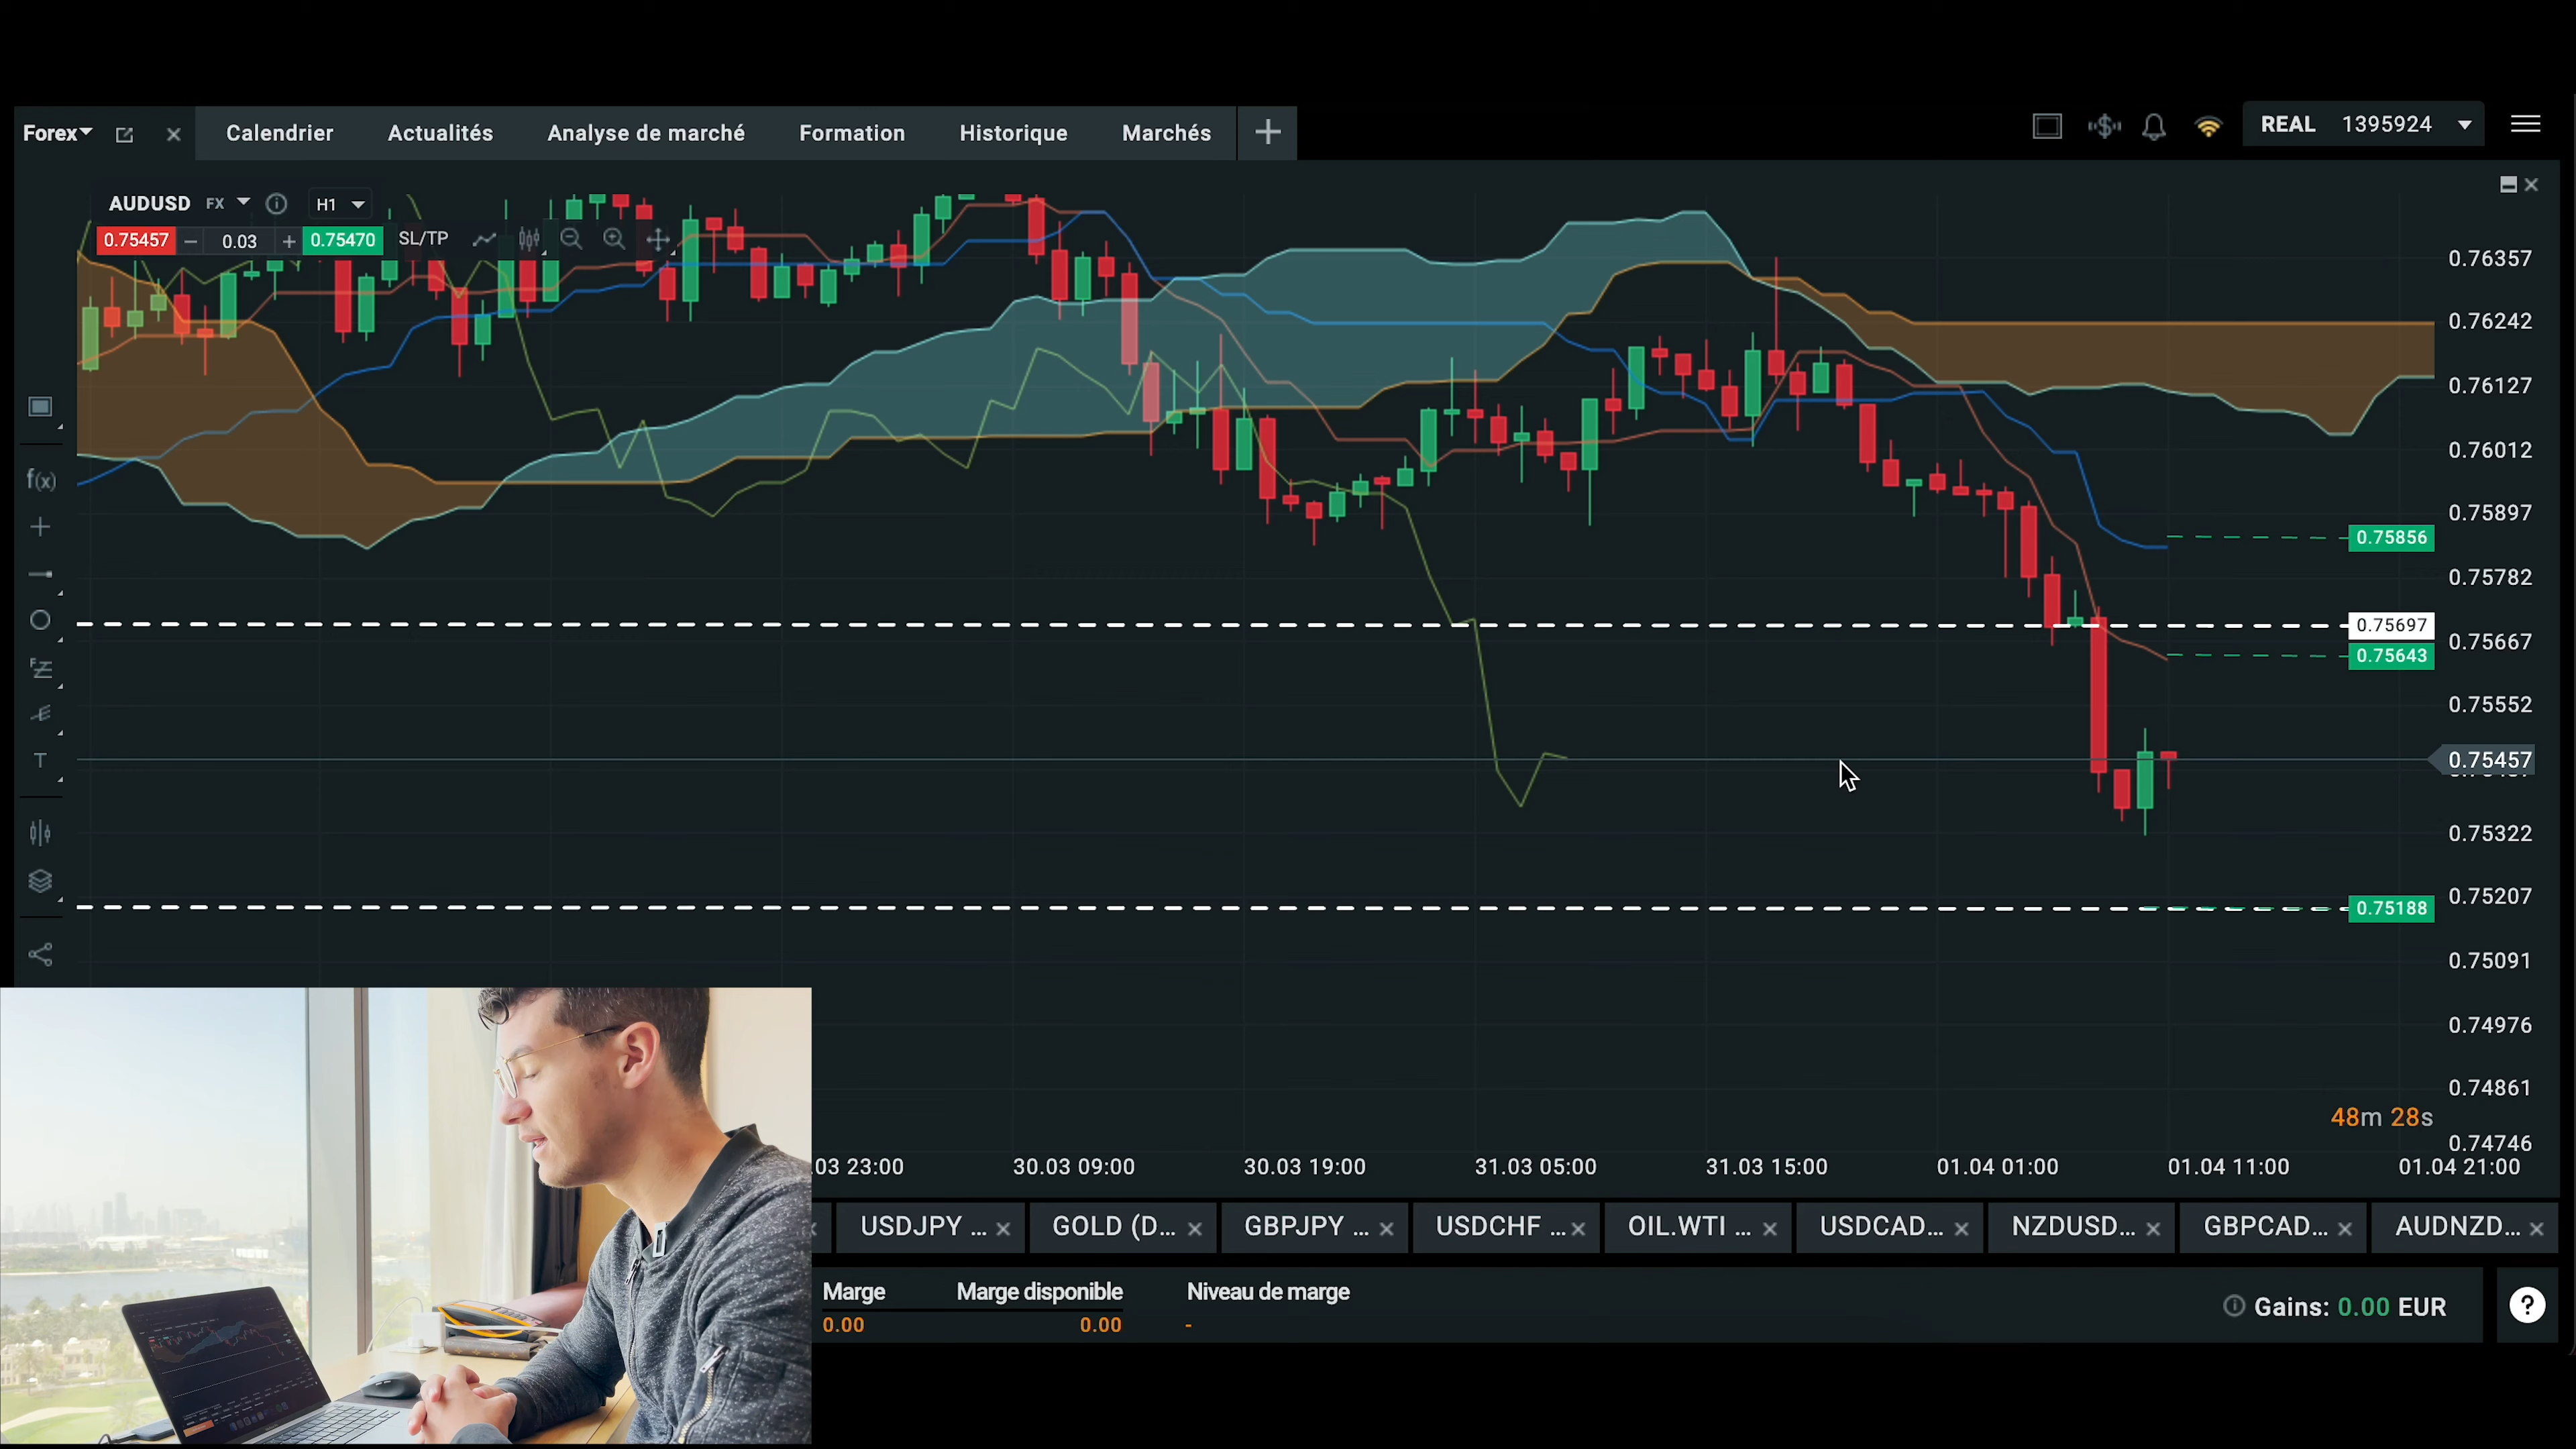 Forex Calendrier Actualités Analyse de marché Formation Historique Marchés + REAL 1395924
AUDUSD FX H1
0.75457 − 0.03 + 0.75470 SL/TP
0.76357
0.76242
0.76127
0.76012
0.75897
0.75856
0.75782
0.75697
0.75667
0.75643
0.75552
0.75457
0.75322
0.75207
0.75188
0.75091
0.74976
0.74861
48m 28s
0.74746
f(x)
T
03 23:00 30.03 09:00 30.03 19:00 31.03 05:00 31.03 15:00 01.04 01:00 01.04 11:00 01.04 21:00
USDJPY ... GOLD (D... GBPJPY ... USDCHF ... OIL.WTI ... USDCAD... NZDUSD... GBPCAD... AUDNZD...
Marge Marge disponible Niveau de marge
0.00 0.00 -
Gains: 0.00 EUR ?